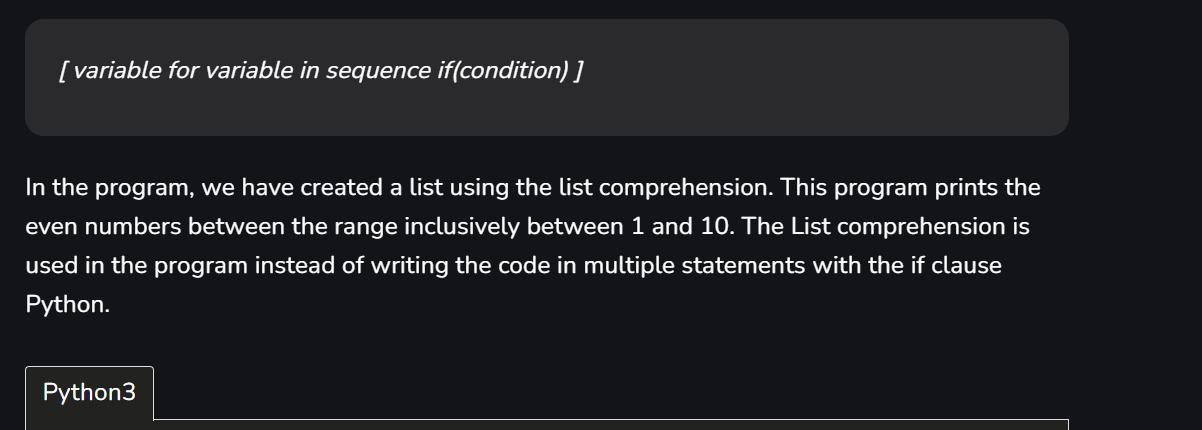 [ variable for variable in sequence if(condition) ]
In the program, we have created a list using the list comprehension. This program prints the
even numbers between the range inclusively between 1 and 10. The List comprehension is
used in the program instead of writing the code in multiple statements with the if clause
Python.
Python3